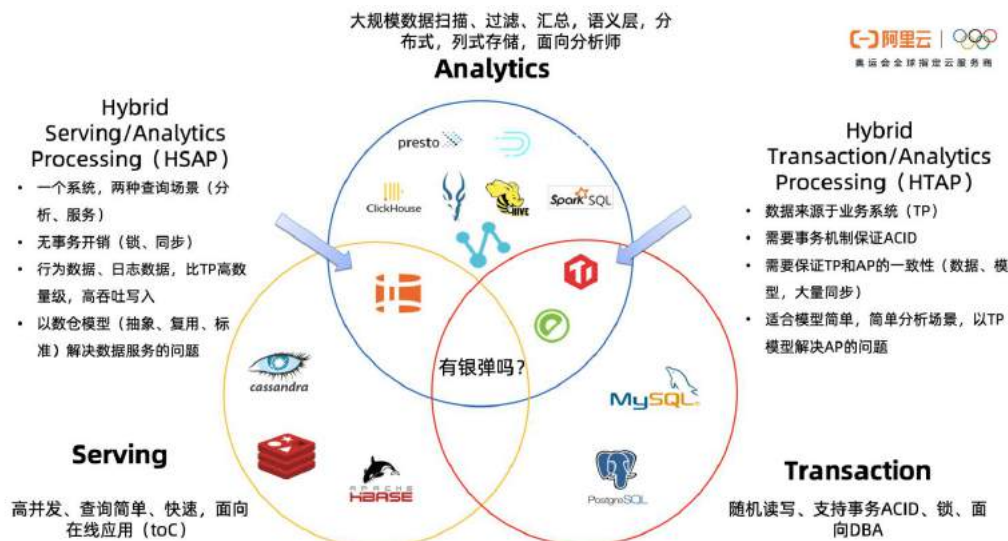 大规模数据扫描、过滤、汇总，语义层，分
布式，列式存储，面向分析师
Analytics
阿里云
奥运会全球指定云服务商
Hybrid
Serving/Analytics
Processing（HSAP）
• 一个系统，两种查询场景（分
析、服务）
• 无事务开销（锁、同步）
• 行为数据、日志数据，比TP高数
量级，高吞吐写入
• 以数仓模型（抽象、复用、标
准）解决数据服务的问题
Hybrid
Transaction/Analytics
Processing（HTAP）
• 数据来源于业务系统（TP）
• 需要事务机制保证ACID
• 需要保证TP和AP的一致性（数据、模
型，大量同步）
• 适合模型简单，简单分析场景，以TP
模型解决AP的问题
presto
ClickHouse
HIVE
Spark SQL
有银弹吗？
cassandra
APACHE
HBASE
MySQL
PostgreSQL
Serving
高并发、查询简单、快速，面向
在线应用（toC）
Transaction
随机读写、支持事务ACID、锁、面
向DBA